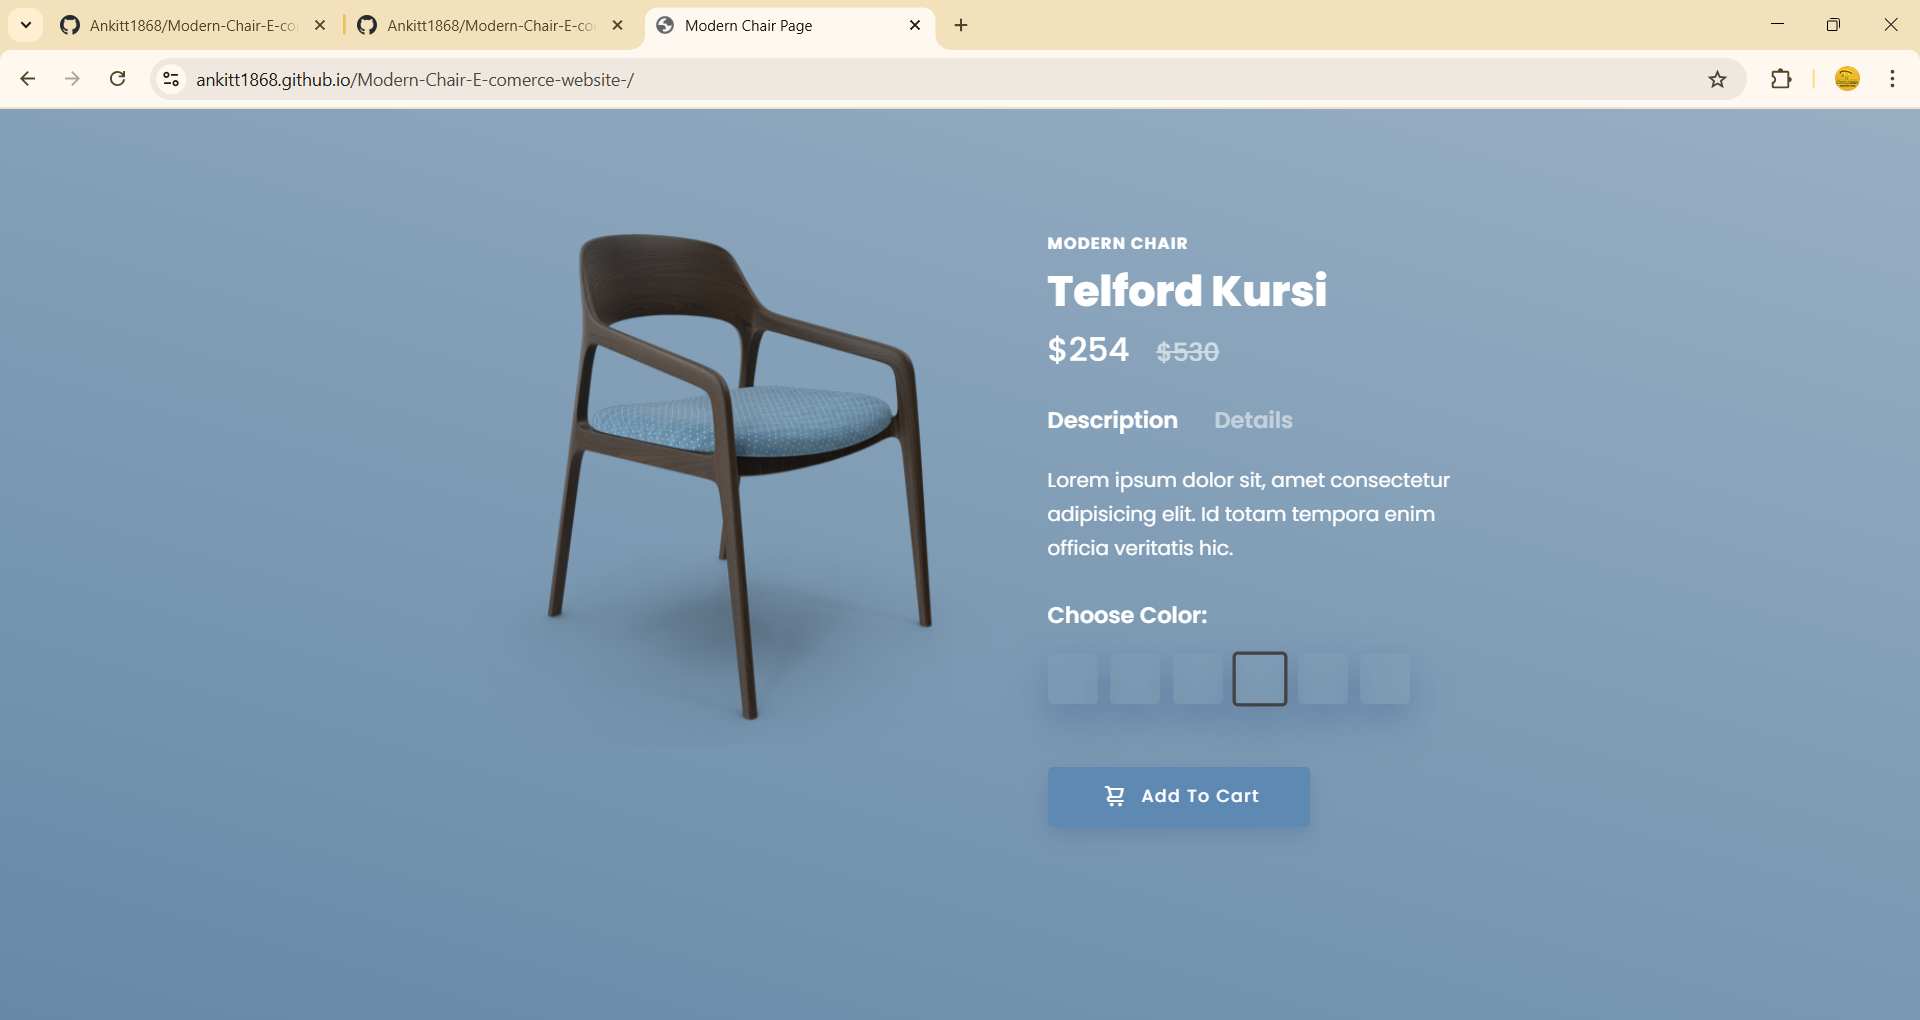 Ankitt1868/Modern-Chair-E-co
Ankitt1868/Modern-Chair-E-co
Modern Chair Page
ankitt1868.github.io/Modern-Chair-E-comerce-website-/
MODERN CHAIR
Telford Kursi
$254 $530
Description Details
Lorem ipsum dolor sit, amet consectetur
adipisicing elit. Id totam tempora enim
officia veritatis hic.
Choose Color:
Add To Cart